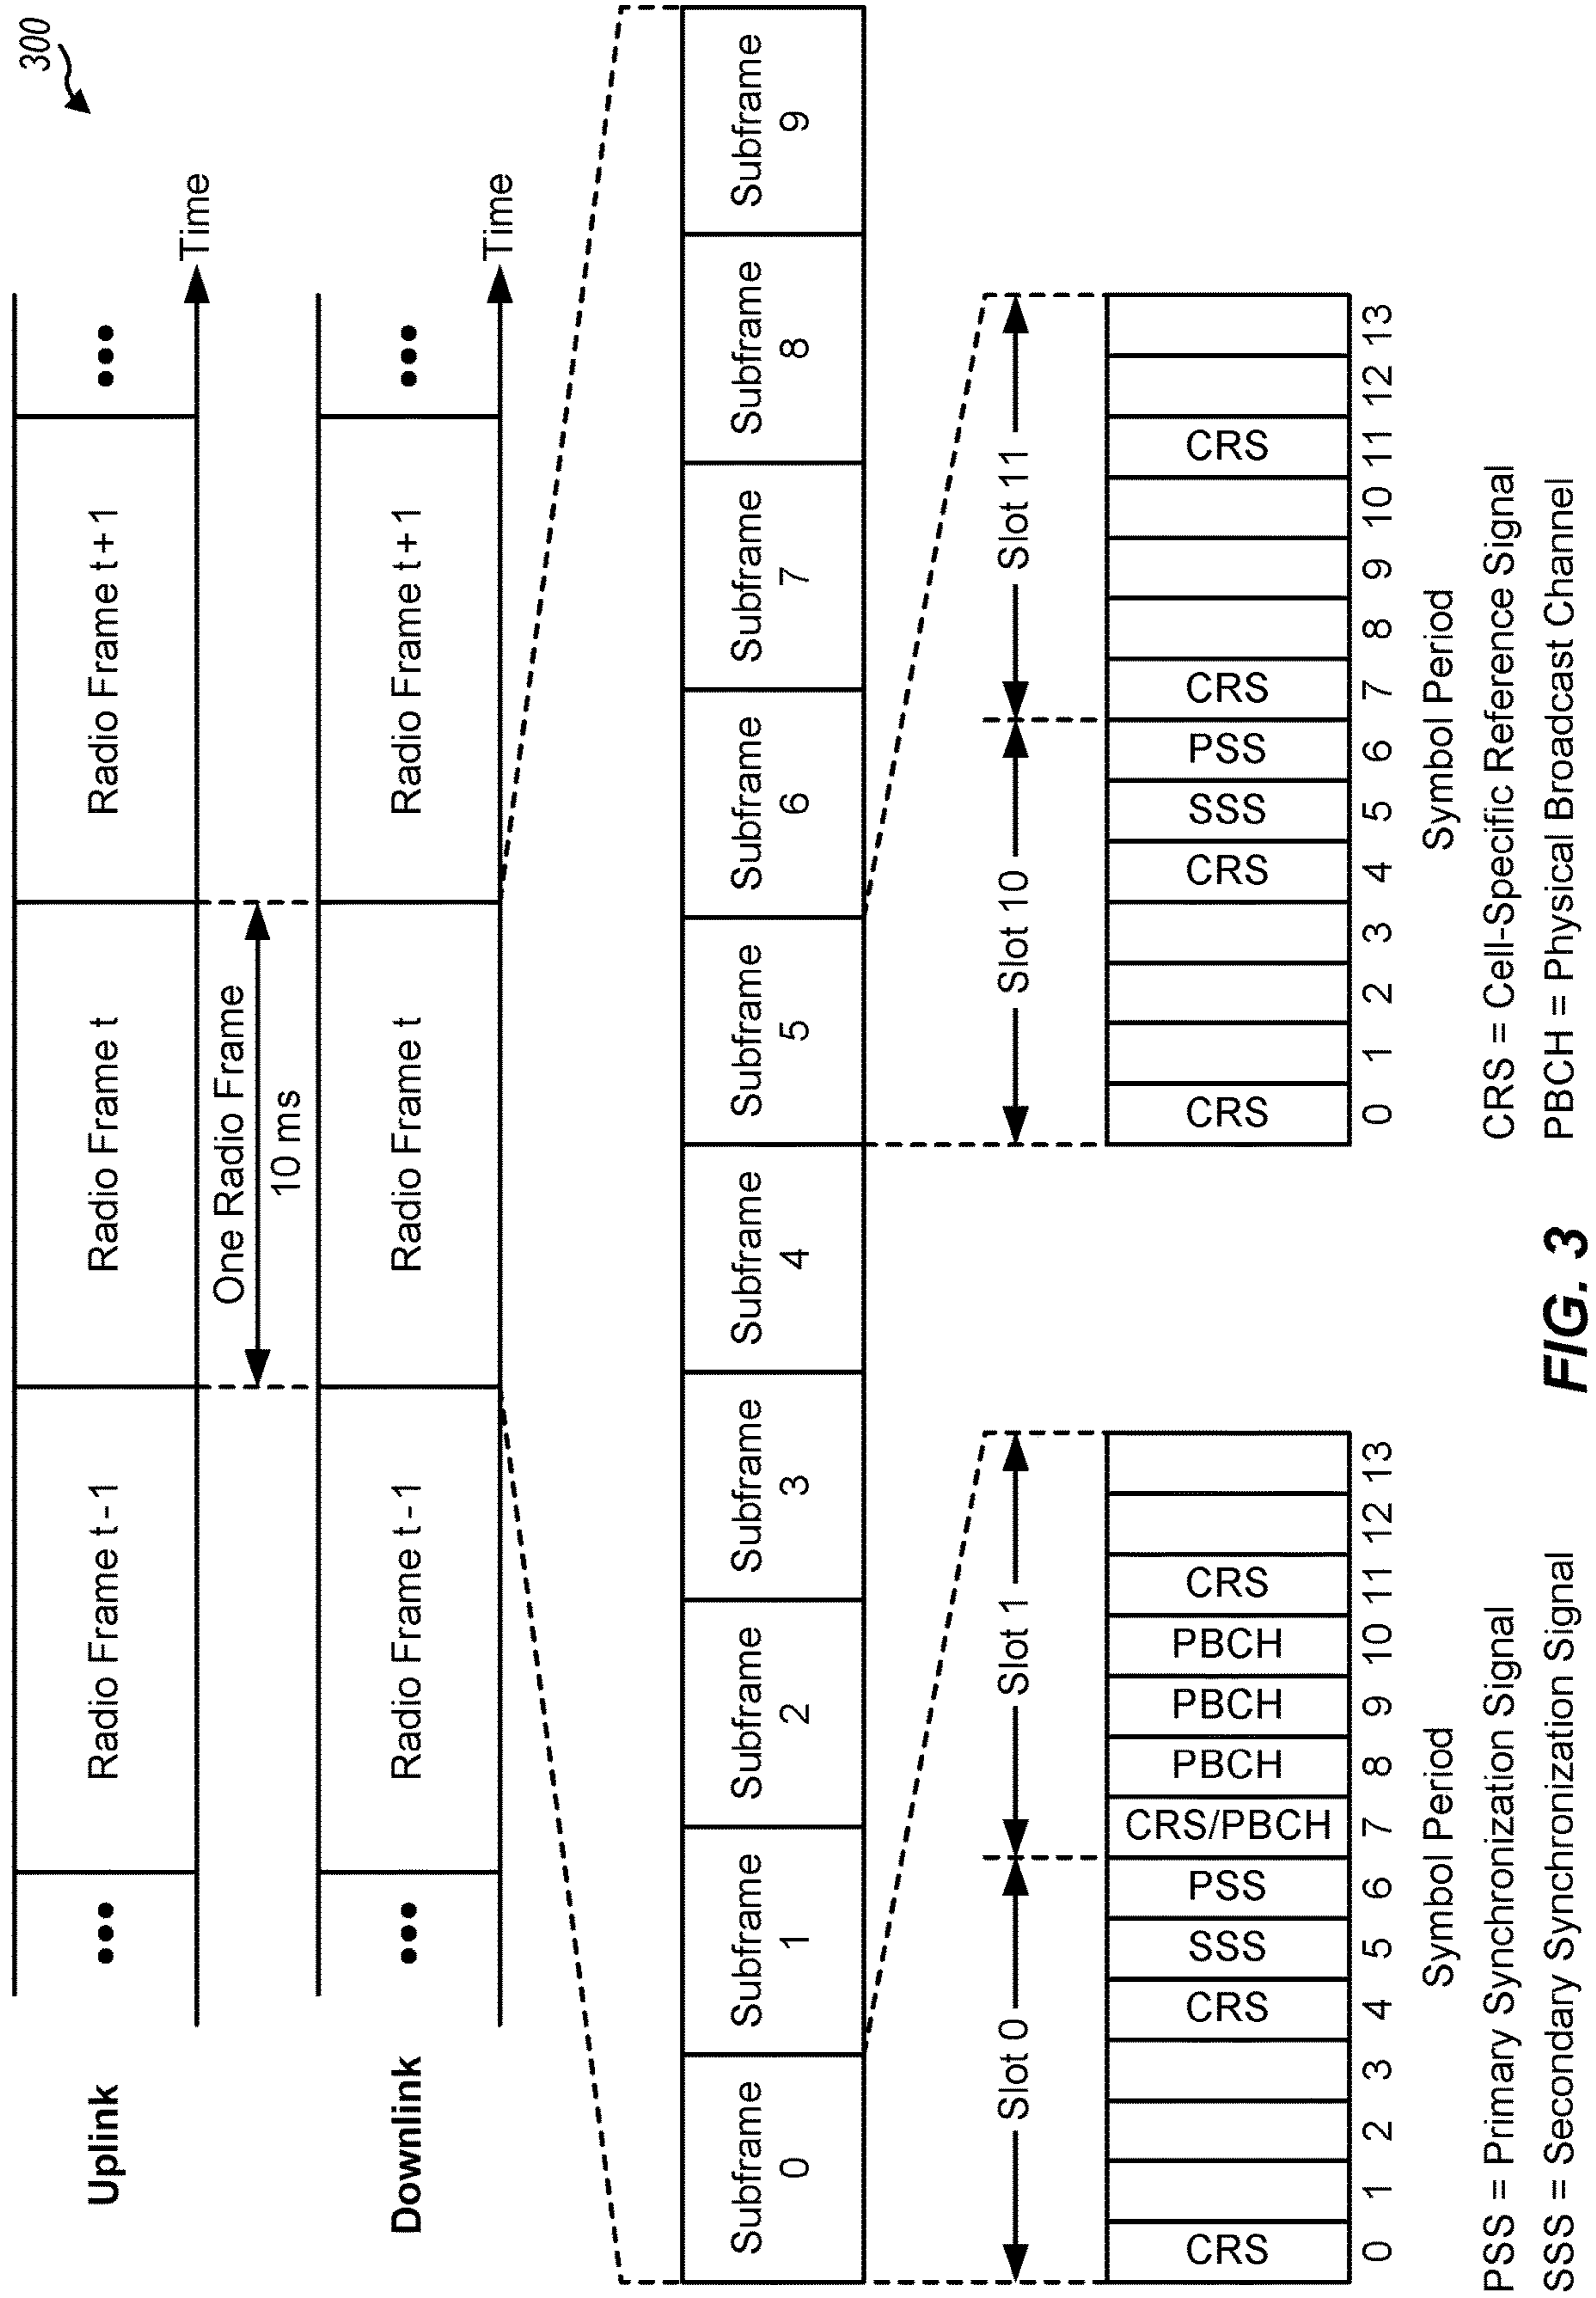 300
Uplink
••• Radio Frame t-1 Radio Frame t Radio Frame t+1 •••
Time
One Radio Frame
10 ms
Downlink
••• Radio Frame t-1 Radio Frame t Radio Frame t+1 •••
Time
Subframe Subframe Subframe Subframe Subframe Subframe Subframe Subframe Subframe Subframe
0 1 2 3 4 5 6 7 8 9
Slot 0 Slot 1 Slot 10 Slot 11
CRS CRS SSS PSS CRS/PBCH PBCH PBCH PBCH CRS CRS CRS SSS PSS CRS CRS
0 1 2 3 4 5 6 7 8 9 10 11 12 13 0 1 2 3 4 5 6 7 8 9 10 11 12 13
Symbol Period Symbol Period
PSS = Primary Synchronization Signal CRS = Cell-Specific Reference Signal
SSS = Secondary Synchronization Signal PBCH = Physical Broadcast Channel
FIG. 3